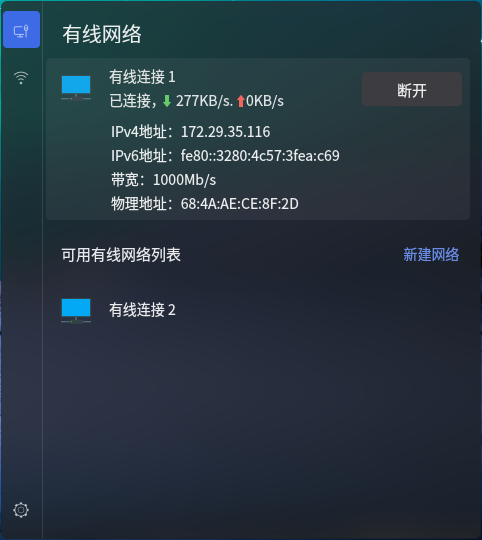 有线网络
有线连接 1
断开
已连接，277KB/s. 0KB/s
IPv4地址：172.29.35.116
IPv6地址：fe80::3280:4c57:3fea:c69
带宽：1000Mb/s
物理地址：68:4A:AE:CE:8F:2D
可用有线网络列表 新建网络
有线连接 2